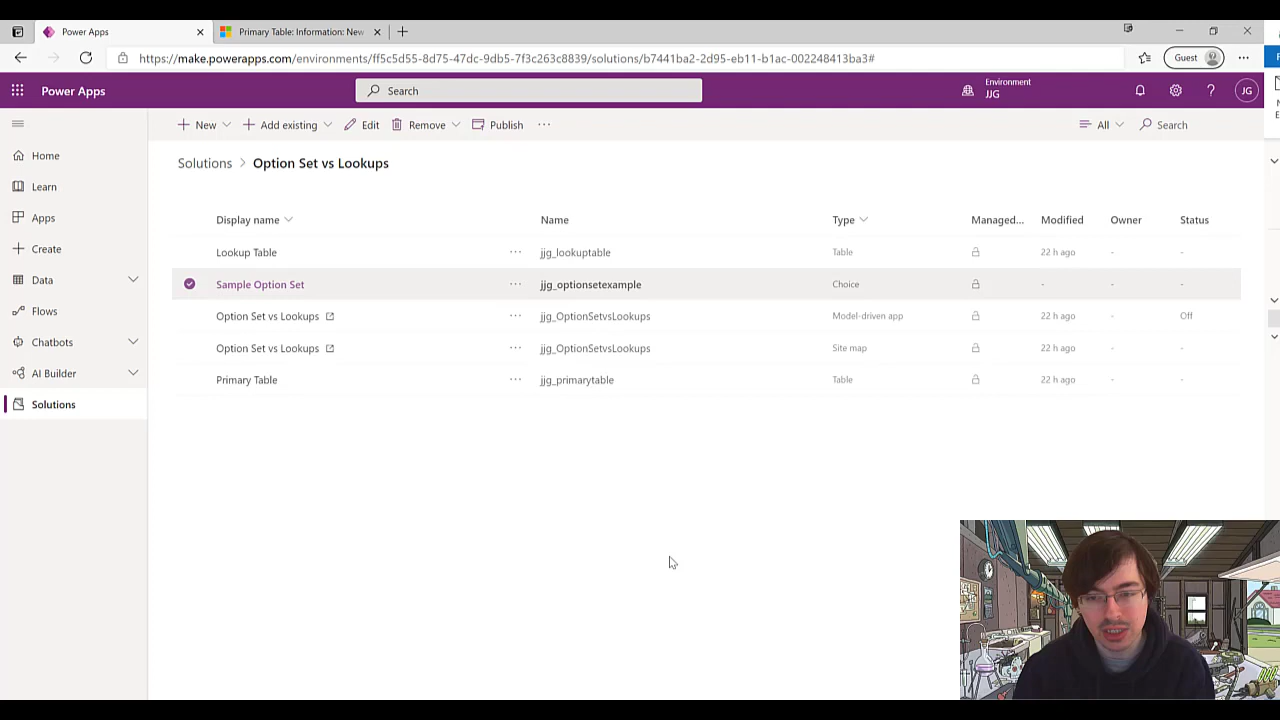 Power Apps
Primary Table: Information: New
https://make.powerapps.com/environments/ff5c5d55-8d75-47dc-9db5-7f3c263c8839/solutions/b7441ba2-2d95-eb11-b1ac-002248413ba3#
Guest
Power Apps
Search
Environment
JJG
JG
New
Add existing
Edit
Remove
Publish
All
Search
Home
Learn
Apps
Create
Data
Flows
Chatbots
AI Builder
Solutions
Solutions > Option Set vs Lookups
Display name Name Type Managed... Modified Owner Status
Lookup Table ... jjg_lookuptable Table 22 h ago - -
Sample Option Set ... jjg_optionsetexample Choice - - -
Option Set vs Lookups ... jjg_OptionSetvsLookups Model-driven app 22 h ago - Off
Option Set vs Lookups ... jjg_OptionSetvsLookups Site map 22 h ago - -
Primary Table ... jjg_primarytable Table 22 h ago - -